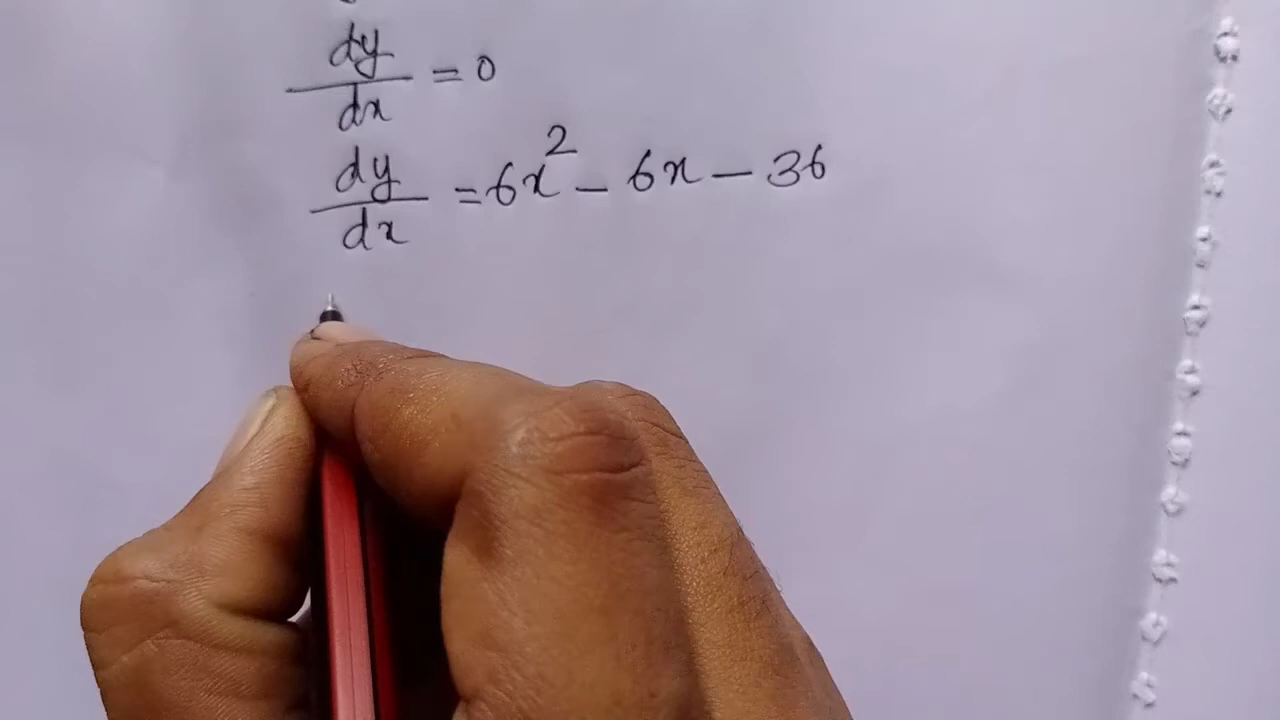 dy/dx = 0
dy/dx = 6x² - 6x - 36